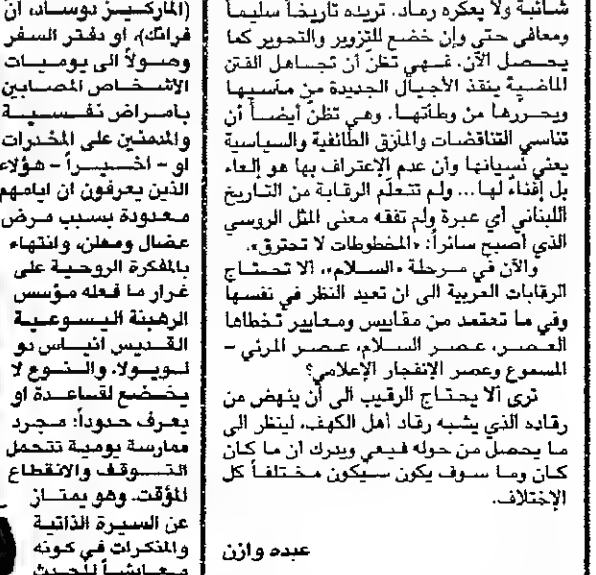 شائبة ولا يعكره رماد. تريده تاريخاً سليماً
ومعافى حتى وإن خضع للتزوير والتحوير كما
يحصل الآن. فهي تظنّ أن تجاهل الفتن
الماضية ينقذ الأجيال الجديدة من مآسيها
ويحررها من وطأتها. وهي تظنّ أيضاً أن
تناسي التناقضات والمآزق الطائفية والسياسية
يعني نسيانها وأن عدم الإعتراف بها هو إلغاء
بل إفناء لها... ولم تتعلّم الرقابة من التاريخ
اللبناني أي عبرة ولم تفقه معنى المثل الروسي
الذي أصبح سائراً: «المخطوطات لا تحترق».
والآن في مرحلة «السلام»، ألا تحتاج
الرقابات العربية الى ان تعيد النظر في نفسها
وفي ما تعتمد من مقاييس ومعايير تخطاها
العصر، عصر السلام، عصر المرئي -
المسموع وعصر الإنفجار الإعلامي؟
ترى ألا يحتاج الرقيب الى أن ينهض من
رقاده الذي يشبه رقاد أهل الكهف، لينظر الى
ما يحصل من حوله فيعي ويدرك ان ما كان
كان وما سوف يكون سيكون مختلفاً كل
الإختلاف.
عبده وازن
(الماركيز دوساد، آن
فرانك)، او دفتر السفر
وصولاً الى يوميات
الأشخاص المصابين
بأمراض نفسية
والمدمنين على المخدرات
او - اخيراً - هؤلاء
الذين يعرفون ان ايامهم
معدودة بسبب مرض
عضال ومعلن، وانتهاء
بالمفكرة الروحية على
غرار ما فعله مؤسس
الرهبنة اليسوعية
القديس اغناس دو
لويولا. والنوع لا
يخضع لقاعدة او
يعرف حدوداً: مجرد
ممارسة يومية تتحمل
التوقف والانقطاع
المؤقت. وهو يمتاز
عن السيرة الذاتية
والمذكرات في كونه
معايشاً للحدث